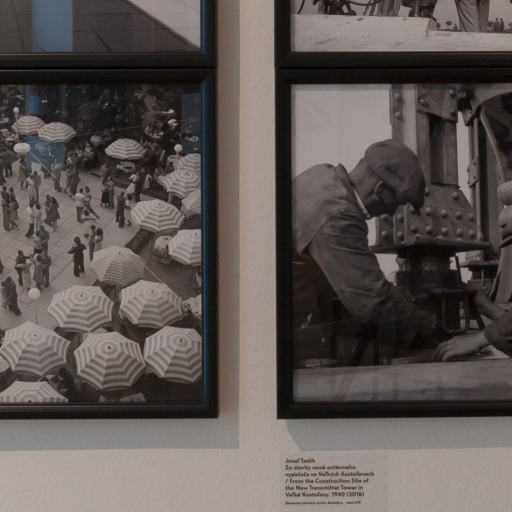 Jozef Teslík
Zo stavby nové anténneho
vysielača vo Veľkých Kostoľanoch
/ From the Construction Site of
the New Transmitter Tower in
Veľké Kostoľany. 1940 (2016)